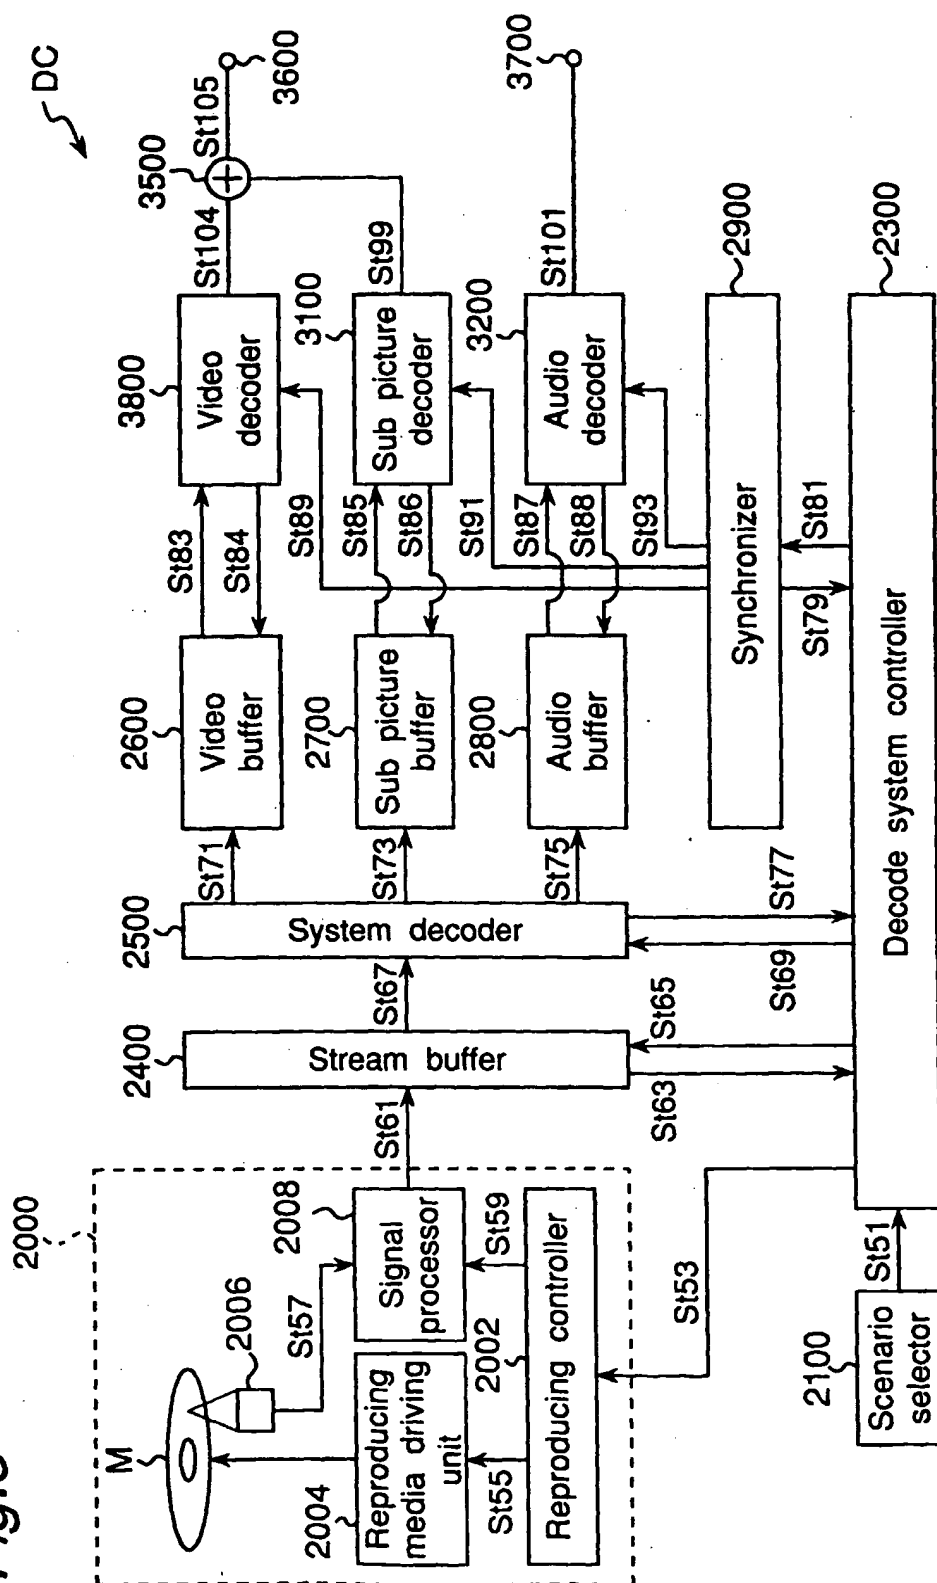 Fig.
DC
2000
M
2006
St57
2004
Reproducing
media driving
unit
2008
Signal
processor
St55
St59
2002
Reproducing controller
St53
2100
Scenario
selector
St51
St61
2400
Stream buffer
St63
St65
St67
2500
System decoder
St69
St77
St71
St73
St75
2600
Video
buffer
2700
Sub picture
buffer
2800
Audio
buffer
St83
St84
St89
St85
St86
St91
St87
St88
St93
3800
Video
decoder
3100
Sub picture
decoder
3200
Audio
decoder
St104
3500
St105
3600
St99
St101
3700
Synchronizer
2900
St79
St81
Decode system controller
2300